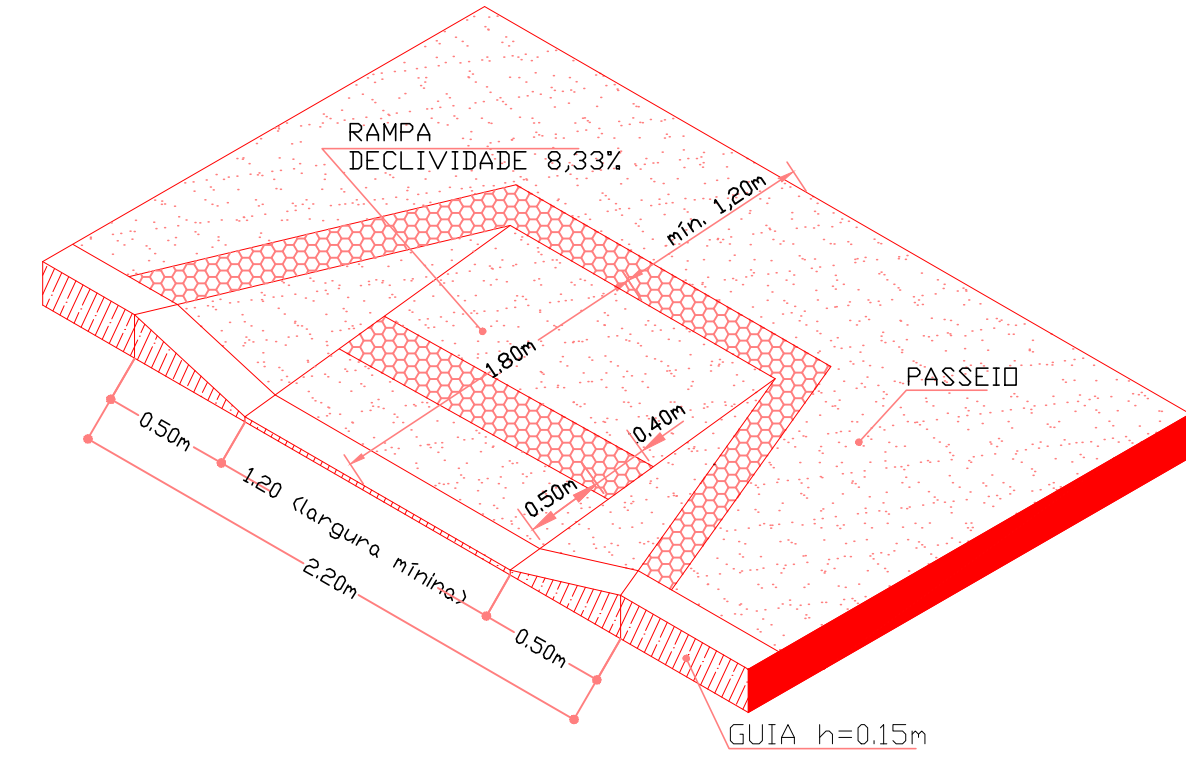 RAMPA
DECLIVIDADE 8,33%
mín. 1,20m
1.80m
PASSEIO
0.40m
0.50m
0.50m
1.20 (largura mínina)
2.20m
0.50m
GUIA h=0.15m